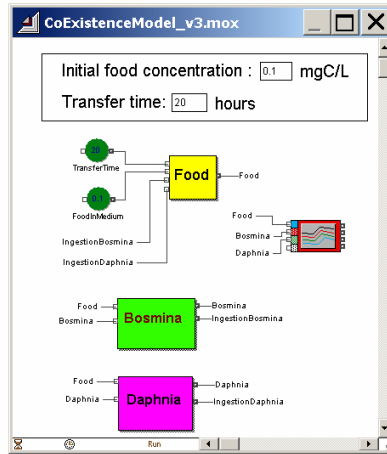 CoExistenceModel_v3.mox
Initial food concentration : 0.1 mgC/L
Transfer time: 20 hours
20
TransferTime
0.1
FoodInMedium
IngestionBosmina
IngestionDaphnia
Food
Food
Food
Bosmina
Daphnia
Food
Bosmina
Bosmina
Bosmina
IngestionBosmina
Food
Daphnia
Daphnia
Daphnia
IngestionDaphnia
Run